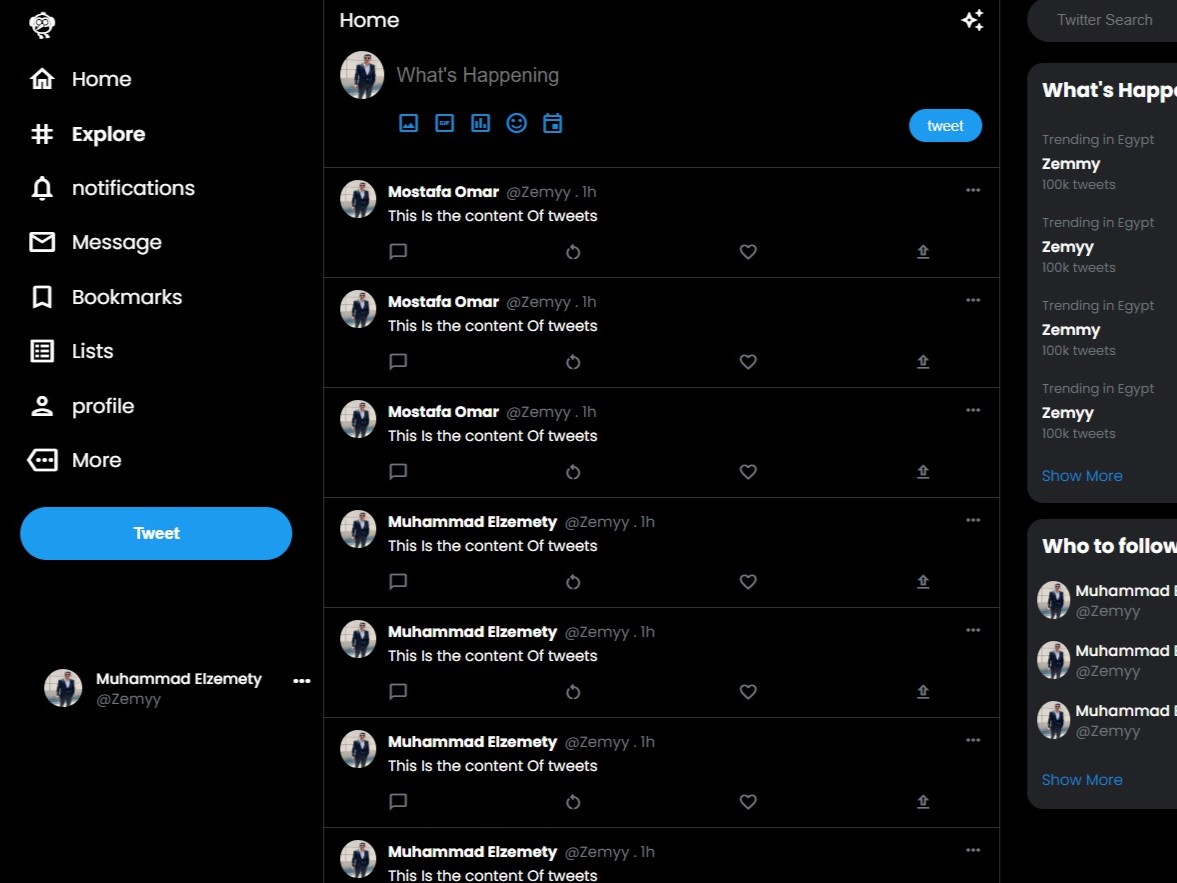 Home
Explore
notifications
Message
Bookmarks
Lists
profile
More
Tweet
Muhammad Elzemety
@Zemyy
Home
What's Happening
GIF
tweet
Mostafa Omar @Zemyy . 1h
This Is the content Of tweets
Mostafa Omar @Zemyy . 1h
This Is the content Of tweets
Mostafa Omar @Zemyy . 1h
This Is the content Of tweets
Muhammad Elzemety @Zemyy . 1h
This Is the content Of tweets
Muhammad Elzemety @Zemyy . 1h
This Is the content Of tweets
Muhammad Elzemety @Zemyy . 1h
This Is the content Of tweets
Muhammad Elzemety @Zemyy . 1h
This Is the content Of tweets
Twitter Search
What's Happe
Trending in Egypt
Zemmy
100k tweets
Trending in Egypt
Zemyy
100k tweets
Trending in Egypt
Zemmy
100k tweets
Trending in Egypt
Zemyy
100k tweets
Show More
Who to follow
Muhammad E
@Zemyy
Muhammad E
@Zemyy
Muhammad E
@Zemyy
Show More